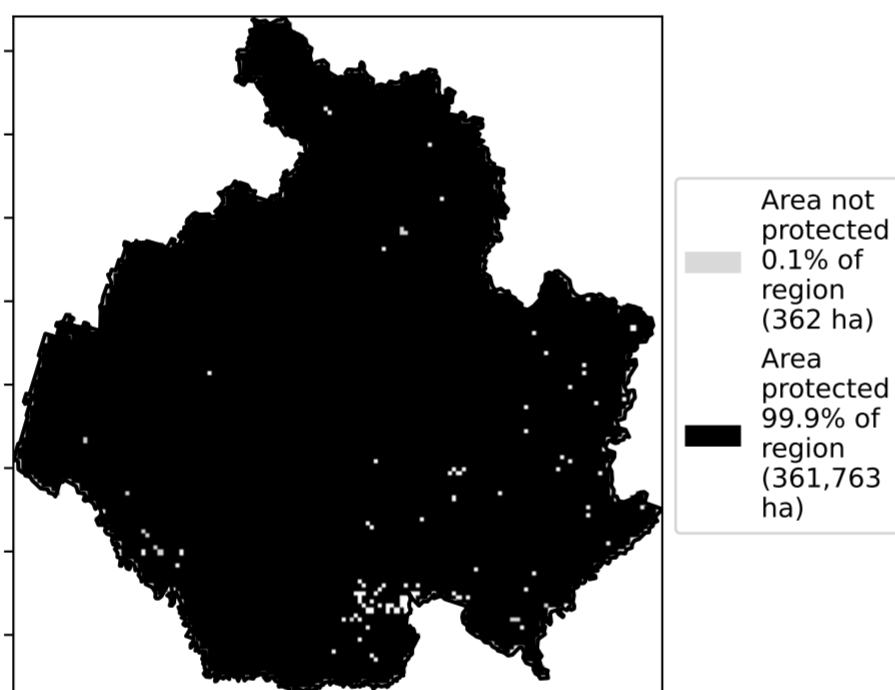 Area not
protected
0.1% of
region
(362 ha)
Area
protected
99.9% of
region
(361,763
ha)